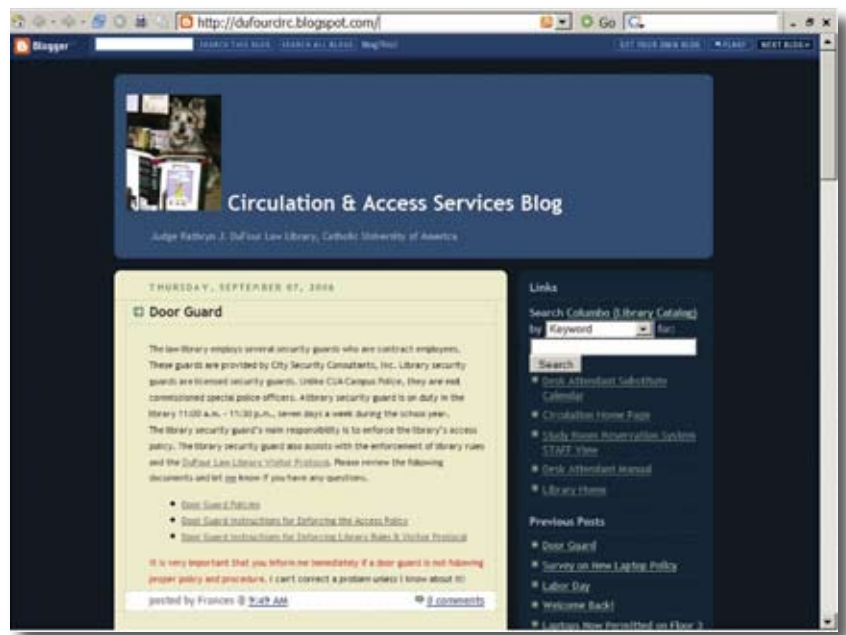 http://dufourcirc.blogspot.com/ Go
Blogger SEARCH THIS BLOG SEARCH ALL BLOGS BlogThis! GET YOUR OWN BLOG FLAG? NEXT BLOG»
Circulation & Access Services Blog
Judge Kathryn J. DuFour Law Library, Catholic University of America
THURSDAY, SEPTEMBER 07, 2006
Door Guard
The law library employs several security guards who are contract employees.
These guards are provided by City Security Consultants, Inc. Library security
guards are licensed security guards. Unlike CUA Campus Police, they are not
commissioned special police officers. A library security guard is on duty in the
library 11:00 a.m. - 11:30 p.m., seven days a week during the school year.
The library security guard's main responsibility is to enforce the library's access
policy. The library security guard also assists with the enforcement of library rules
and the DuFour Law Library Visitor Protocol. Please review the following
documents and let me know if you have any questions.
Door Guard Policies
Door Guard Instructions for Enforcing the Access Policy
Door Guard Instructions for Enforcing Library Rules & Visitor Protocol
It is very important that you inform me immediately if a door guard is not following
proper policy and procedure. I can't correct a problem unless I know about it!
posted by Frances @ 9:49 AM 0 comments
Links
Search Columbo (Library Catalog)
by Keyword for:
Search
Desk Attendant Substitute
Calendar
Circulation Home Page
Study Room Reservation System
STAFF View
Desk Attendant Manual
Library Home
Previous Posts
Door Guard
Survey on New Laptop Policy
Labor Day
Welcome Back!
Laptops Now Permitted on Floor 3